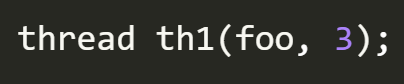 thread th1(foo, 3);